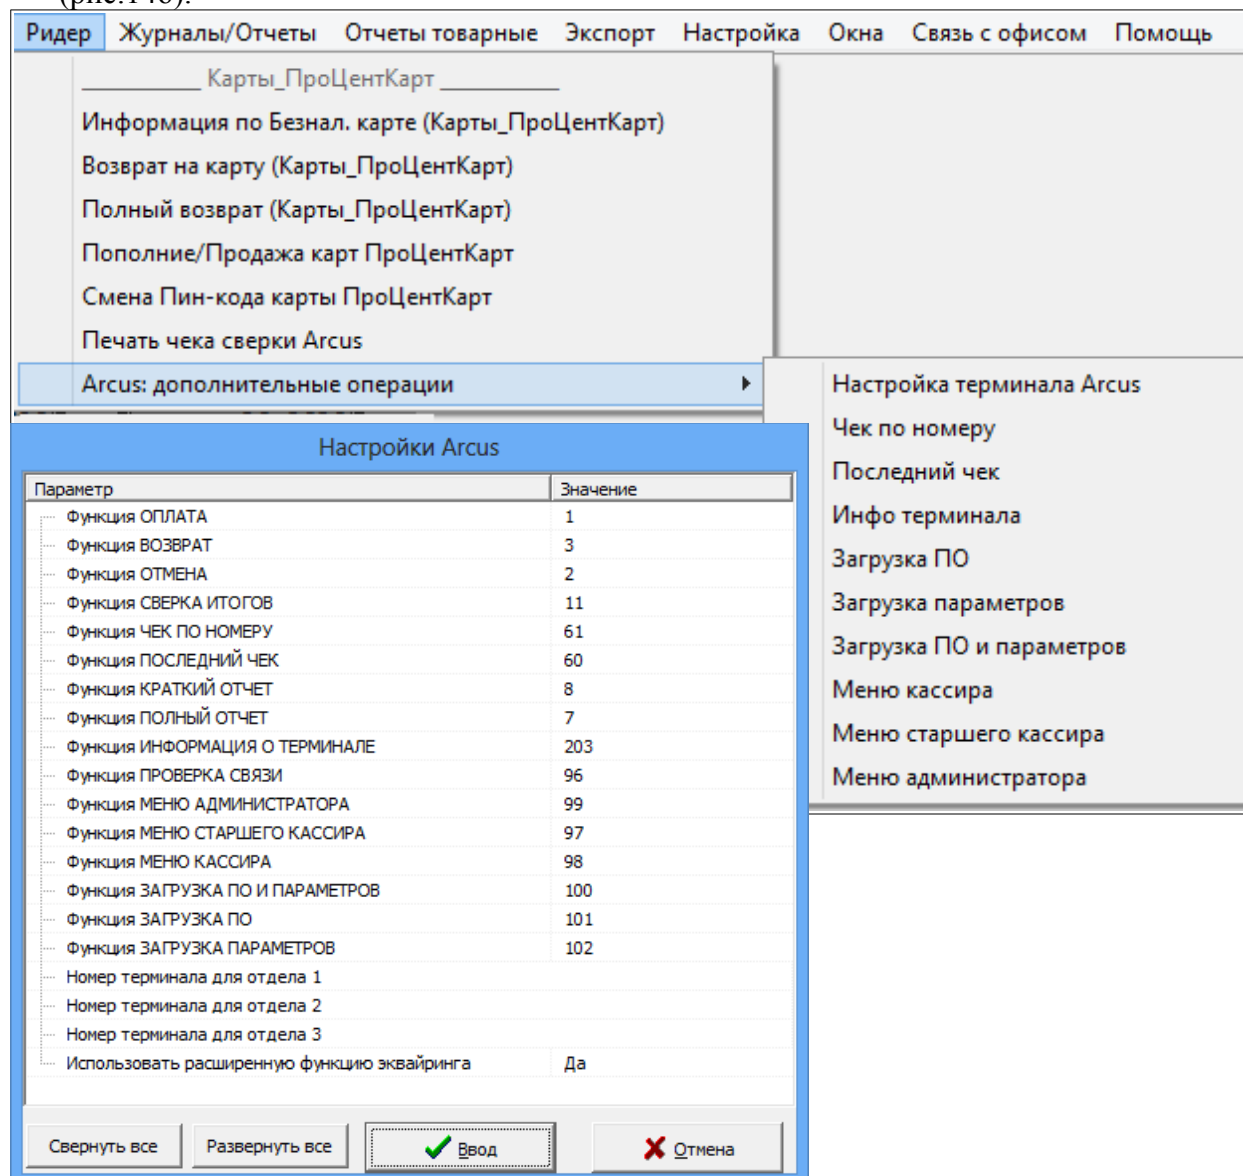 (рис.146).
Ридер Журналы/Отчеты Отчеты товарные Экспорт Настройка Окна Связь с офисом Помощь
__________ Карты_ПроЦентКарт __________
Информация по Безнал. карте (Карты_ПроЦентКарт)
Возврат на карту (Карты_ПроЦентКарт)
Полный возврат (Карты_ПроЦентКарт)
Пополние/Продажа карт ПроЦентКарт
Смена Пин-кода карты ПроЦентКарт
Печать чека сверки Arcus
Arcus: дополнительные операции
Настройка терминала Arcus
Чек по номеру
Последний чек
Инфо терминала
Загрузка ПО
Загрузка параметров
Загрузка ПО и параметров
Меню кассира
Меню старшего кассира
Меню администратора
Настройки Arcus
Параметр Значение
Функция ОПЛАТА 1
Функция ВОЗВРАТ 3
Функция ОТМЕНА 2
Функция СВЕРКА ИТОГОВ 11
Функция ЧЕК ПО НОМЕРУ 61
Функция ПОСЛЕДНИЙ ЧЕК 60
Функция КРАТКИЙ ОТЧЕТ 8
Функция ПОЛНЫЙ ОТЧЕТ 7
Функция ИНФОРМАЦИЯ О ТЕРМИНАЛЕ 203
Функция ПРОВЕРКА СВЯЗИ 96
Функция МЕНЮ АДМИНИСТРАТОРА 99
Функция МЕНЮ СТАРШЕГО КАССИРА 97
Функция МЕНЮ КАССИРА 98
Функция ЗАГРУЗКА ПО И ПАРАМЕТРОВ 100
Функция ЗАГРУЗКА ПО 101
Функция ЗАГРУЗКА ПАРАМЕТРОВ 102
Номер терминала для отдела 1
Номер терминала для отдела 2
Номер терминала для отдела 3
Использовать расширенную функцию эквайринга Да
Свернуть все Развернуть все Ввод Отмена